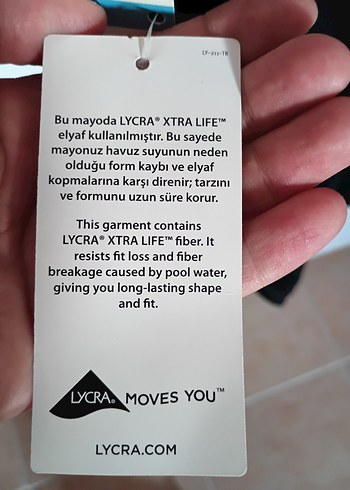 LY-211-TR
Bu mayoda LYCRA® XTRA LIFE™
elyaf kullanılmıştır. Bu sayede
mayonuz havuz suyunun neden
olduğu form kaybı ve elyaf
kopmalarına karşı direnir; tarzını
ve formunu uzun süre korur.
This garment contains
LYCRA® XTRA LIFE™ fiber. It
resists fit loss and fiber
breakage caused by pool water,
giving you long-lasting shape
and fit.
LYCRA® MOVES YOU™
LYCRA.COM